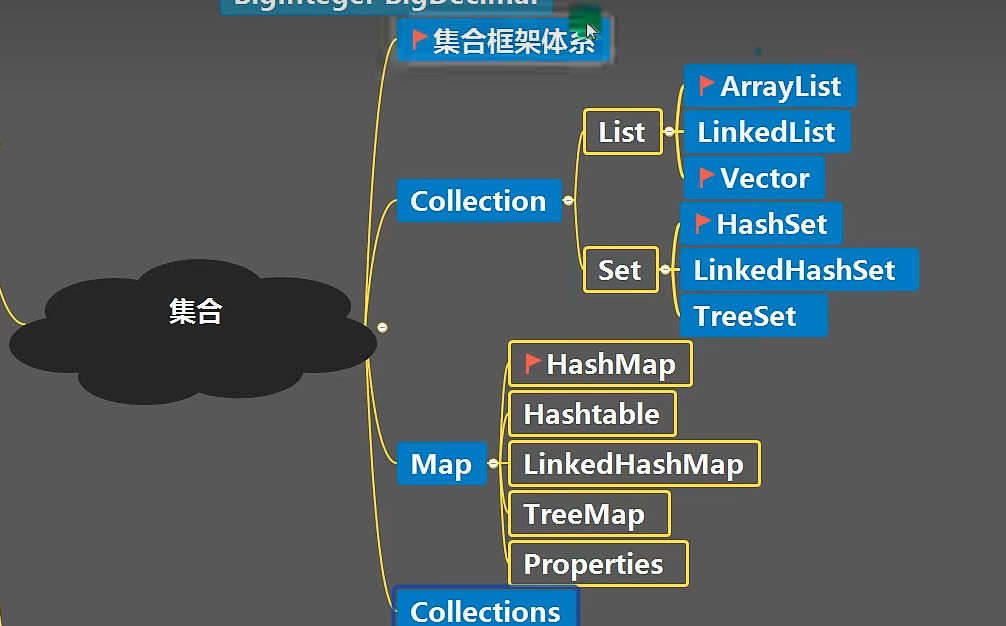 BigInteger BigDecimal
集合框架体系
ArrayList
List
LinkedList
Vector
Collection
HashSet
Set
LinkedHashSet
TreeSet
集合
HashMap
Hashtable
Map
LinkedHashMap
TreeMap
Properties
Collections